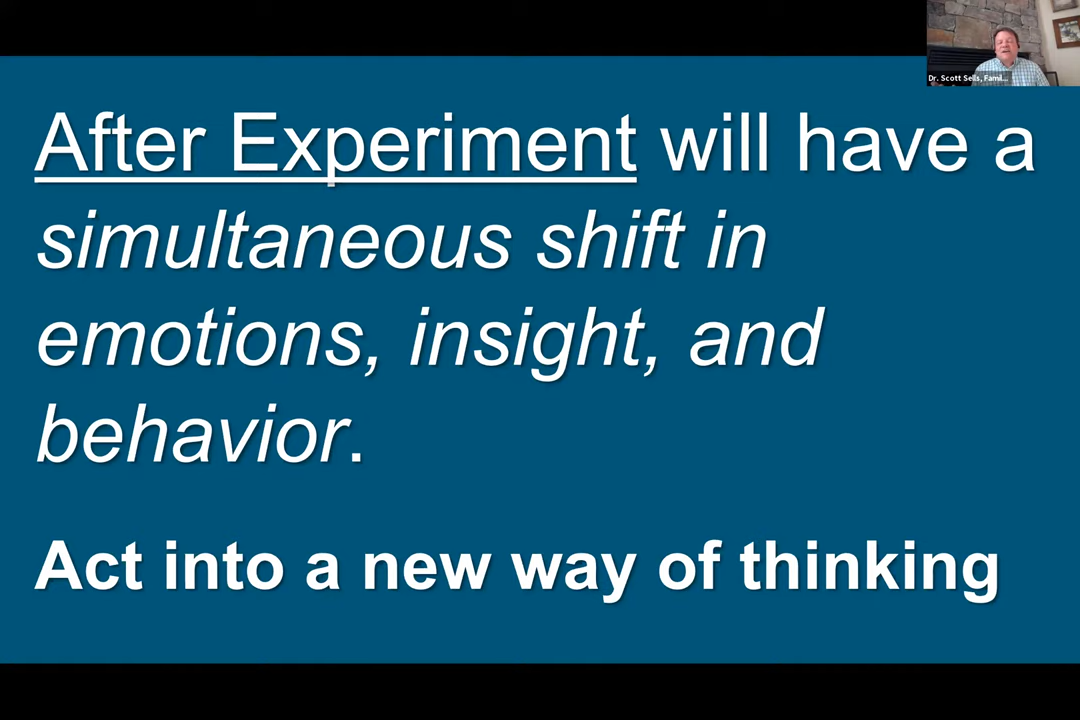 Dr. Scott Sells, Famil...
After Experiment will have a
simultaneous shift in
emotions, insight, and
behavior.
Act into a new way of thinking